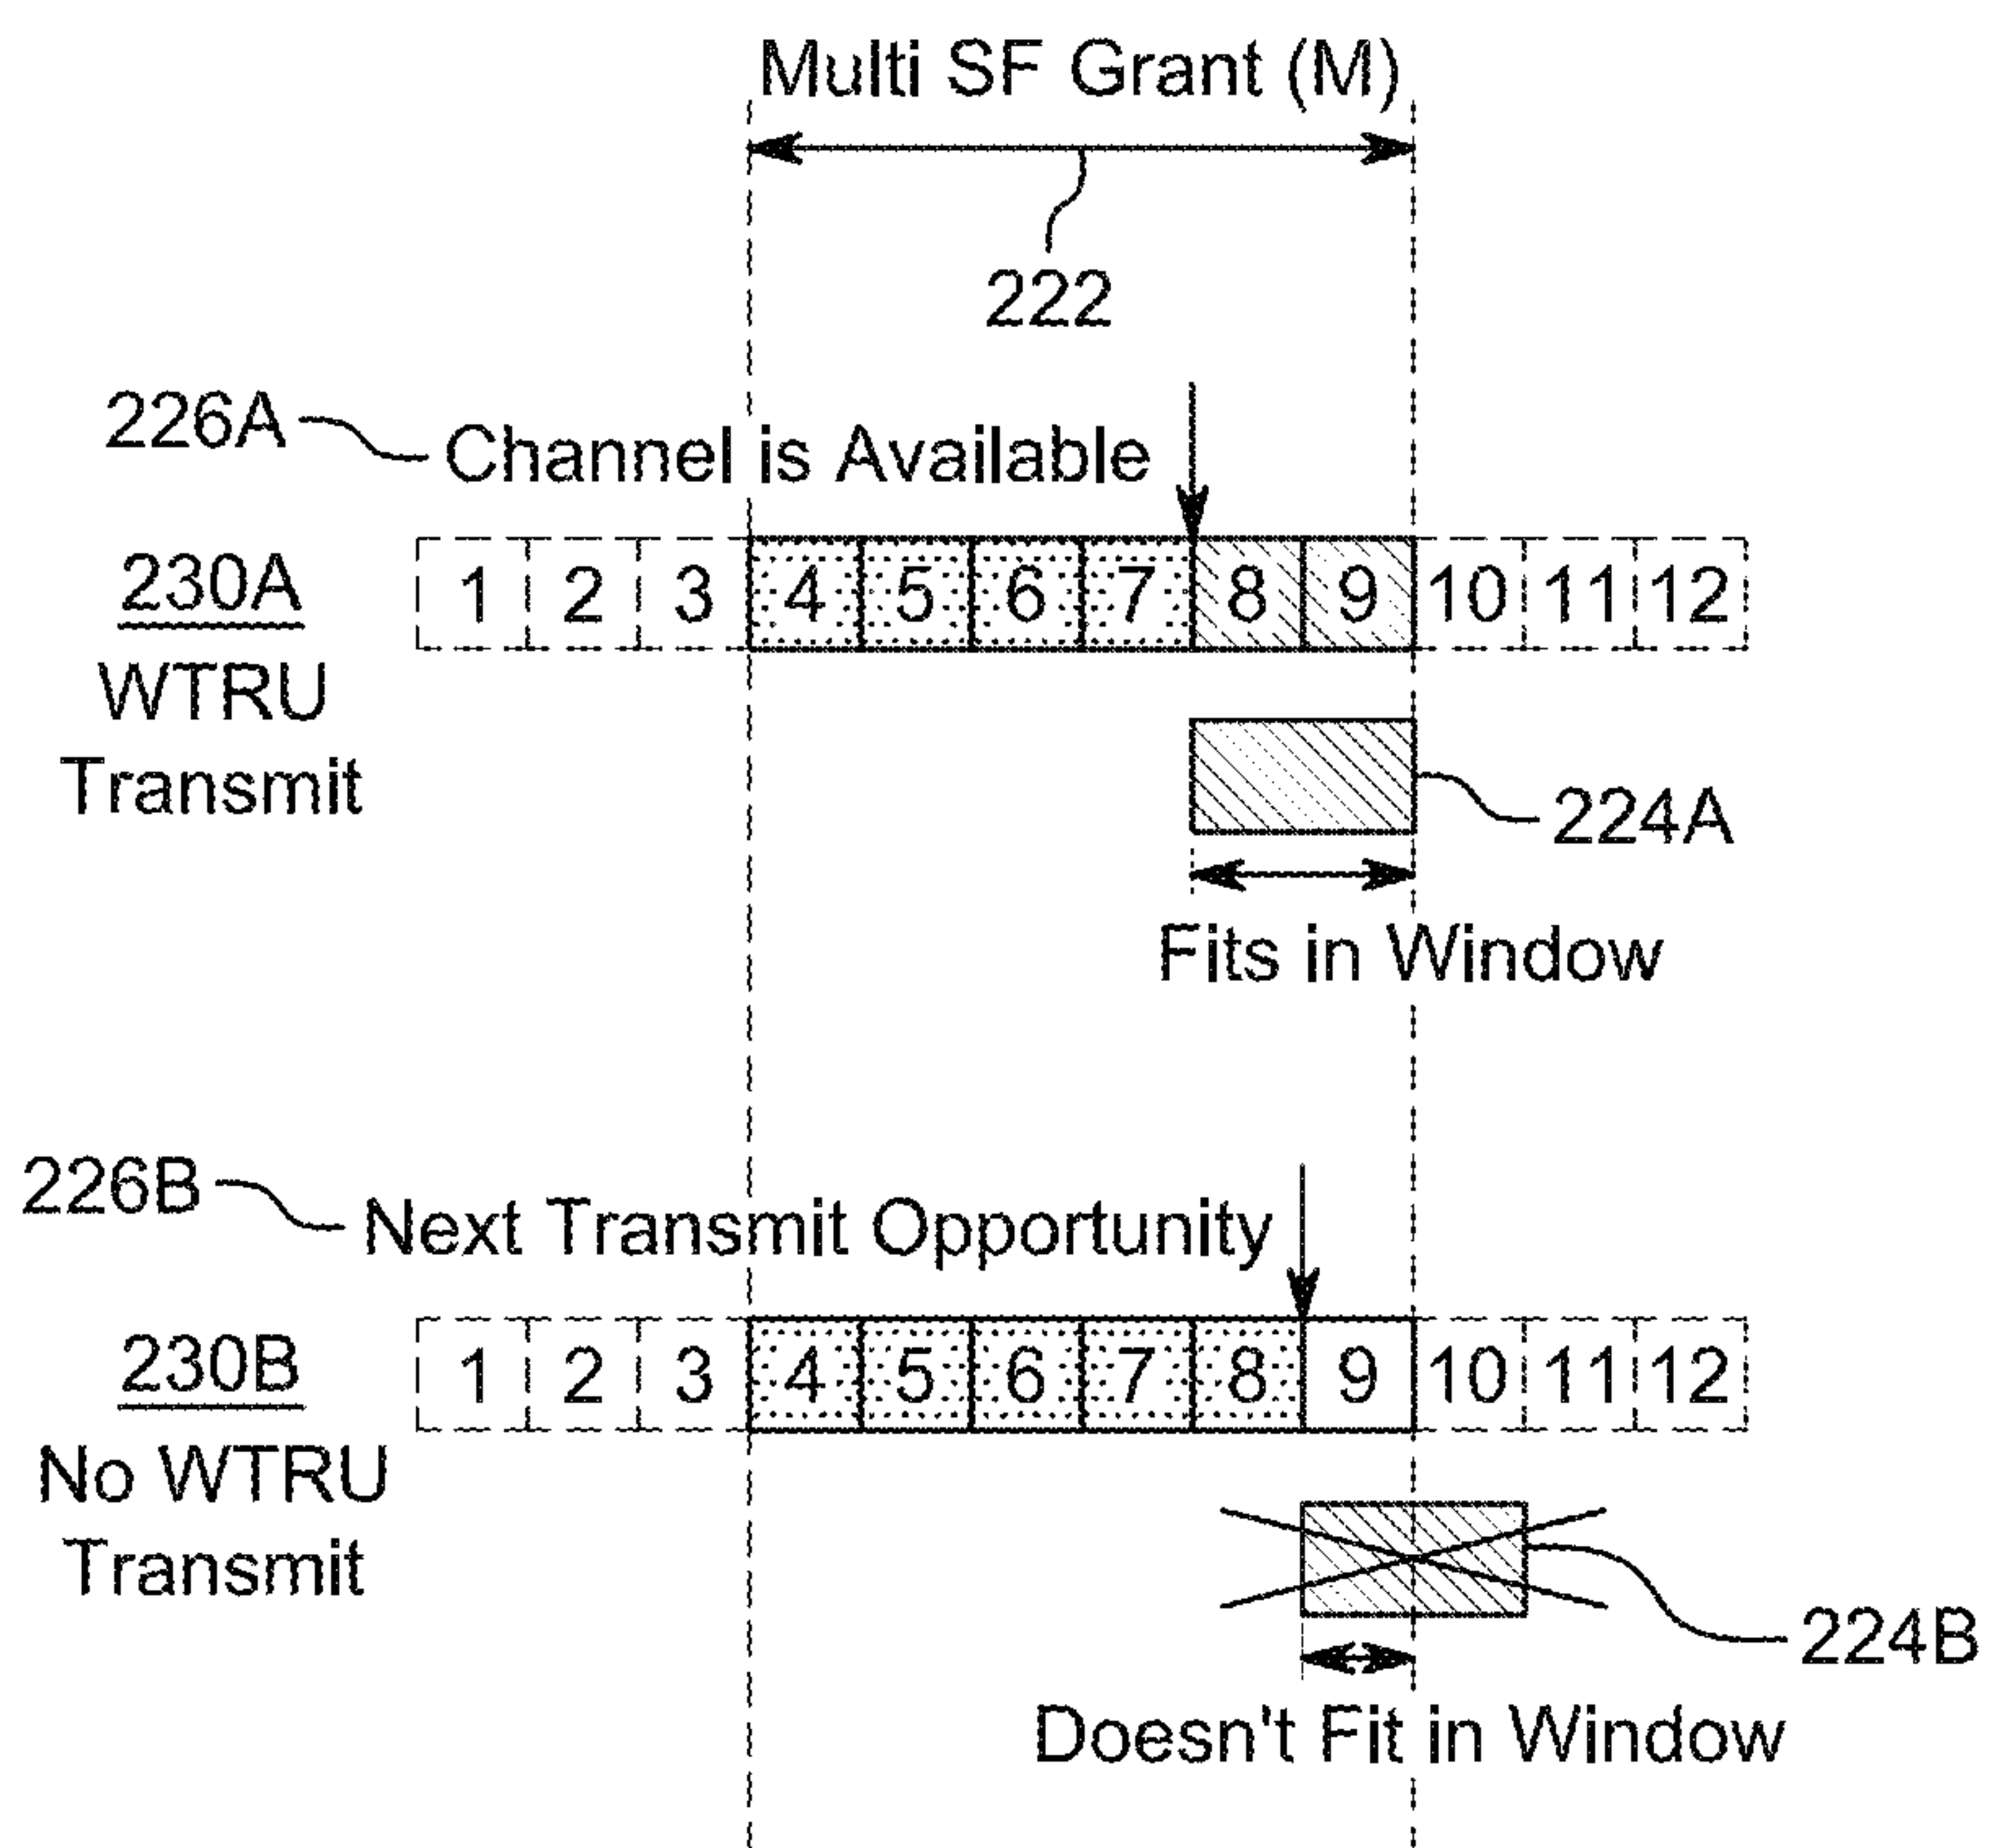 Multi SF Grant (M)
222
226A
Channel is Available
230A
1 2 3 4 5 6 7 8 9 10 11 12
WTRU
Transmit
224A
Fits in Window
226B
Next Transmit Opportunity
230B
1 2 3 4 5 6 7 8 9 10 11 12
No WTRU
Transmit
224B
Doesn't Fit in Window